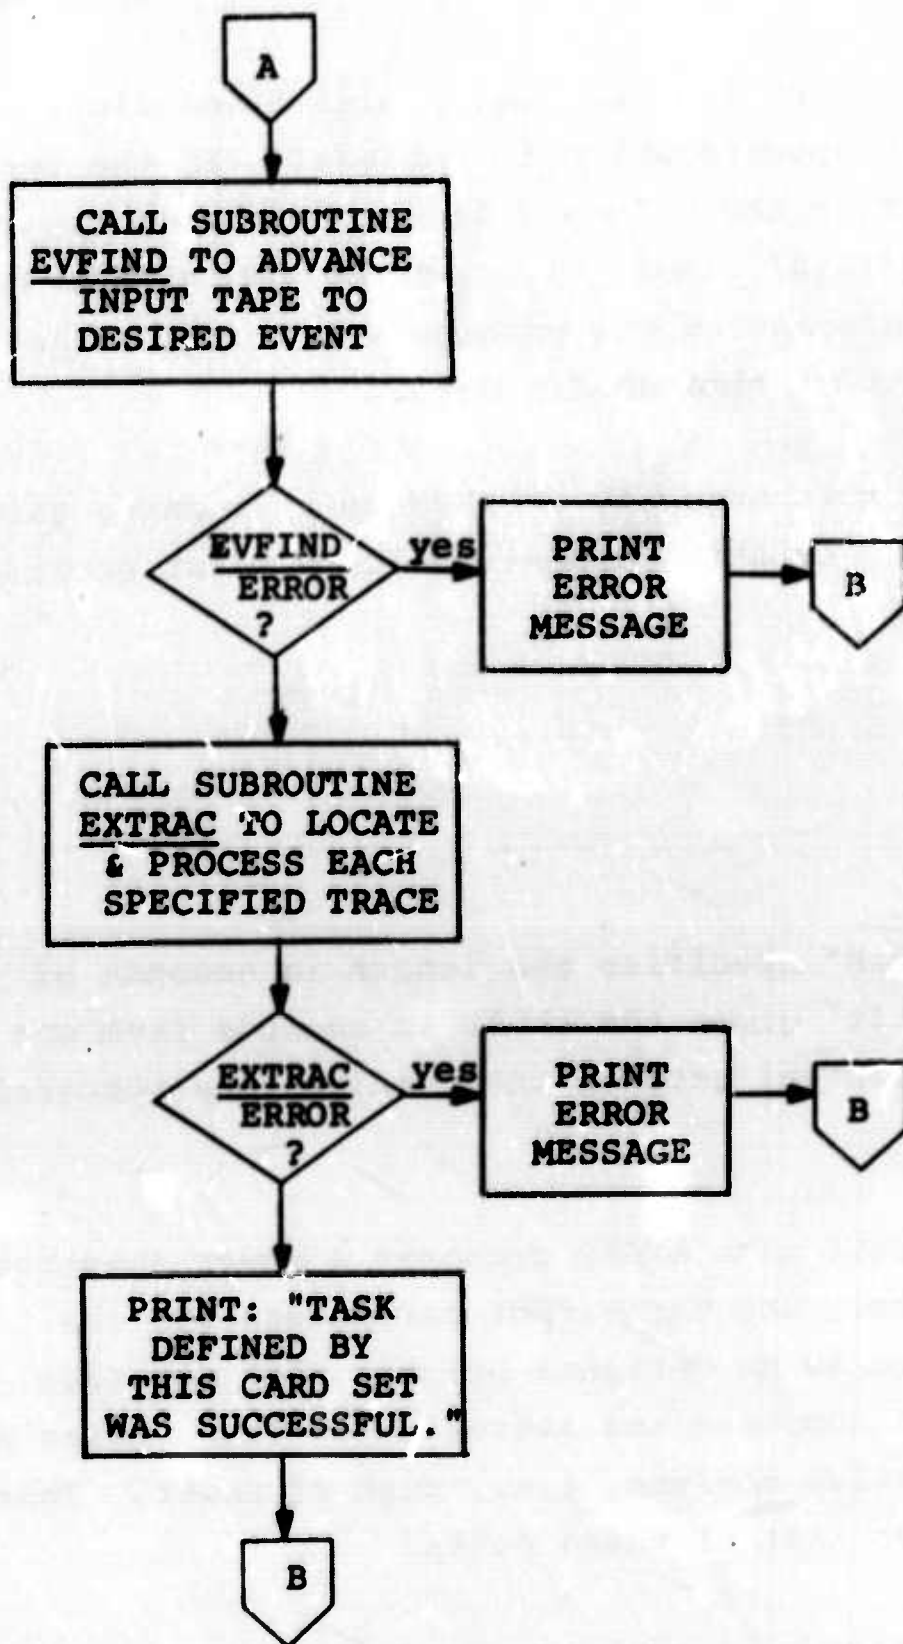 A
CALL SUBROUTINE
EVFIND TO ADVANCE
INPUT TAPE TO
DESIRED EVENT
EVFIND
ERROR
?
yes
PRINT
ERROR
MESSAGE
B
CALL SUBROUTINE
EXTRAC TO LOCATE
& PROCESS EACH
SPECIFIED TRACE
EXTRAC
ERROR
?
yes
PRINT
ERROR
MESSAGE
B
PRINT: "TASK
DEFINED BY
THIS CARD SET
WAS SUCCESSFUL."
B